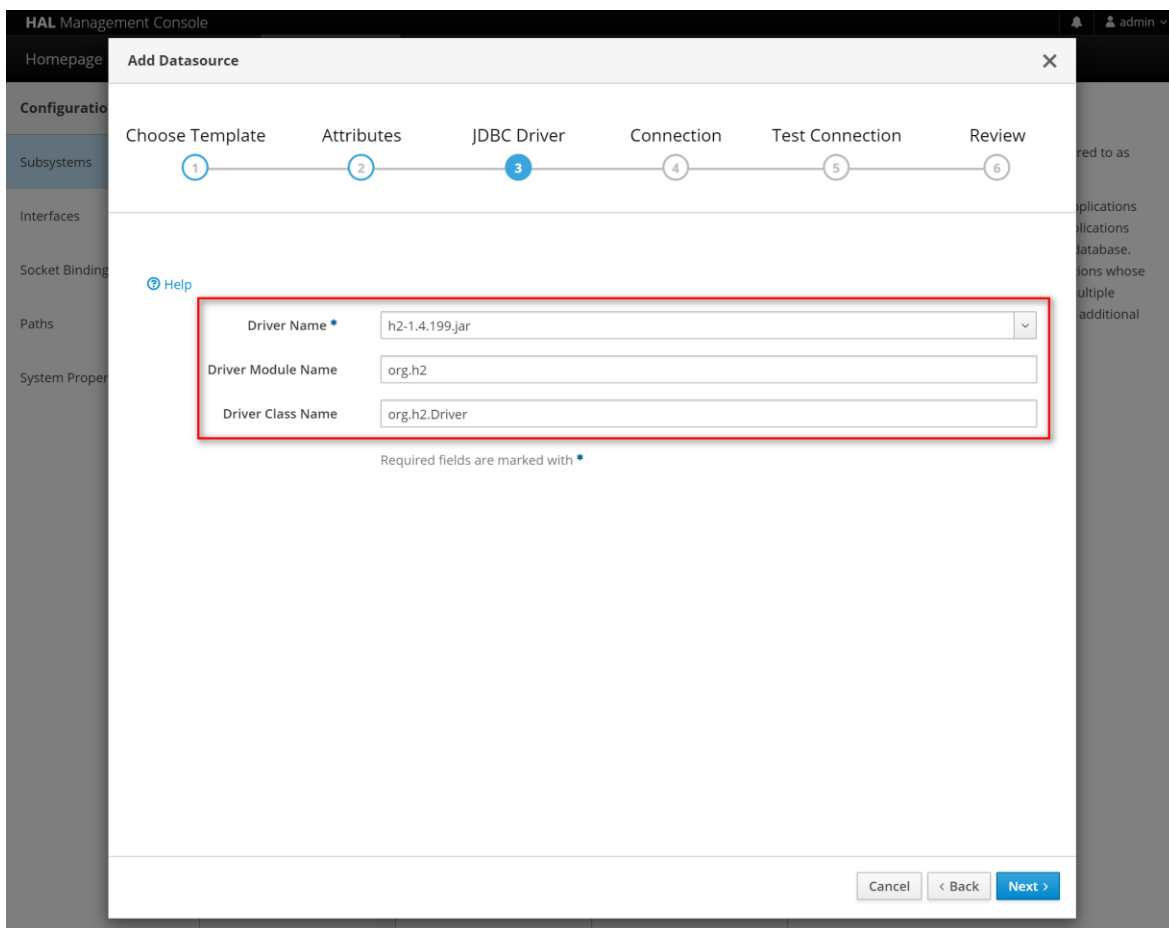 HAL Management Console
admin
Homepage
Add Datasource
Configuratio
Choose Template
Attributes
JDBC Driver
Connection
Test Connection
Review
1
2
3
4
5
6
Subsystems
red to as
Interfaces
plications
plications
database.
Socket Binding
ions whose
Help
ultiple
Paths
additional
Driver Name *
h2-1.4.199.jar
Driver Module Name
org.h2
System Proper
Driver Class Name
org.h2.Driver
Required fields are marked with *
Cancel
< Back
Next >